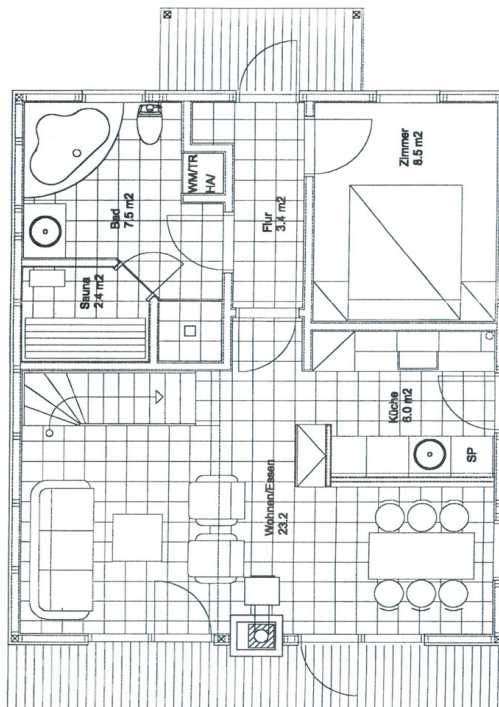 Bad
7.5 m2
WM/TR
HA/
Sauna
2.4 m2
Flur
3.4 m2
Zimmer
8.5 m2
Küche
6.0 m2
SP
Wohnen/Essen
23.2